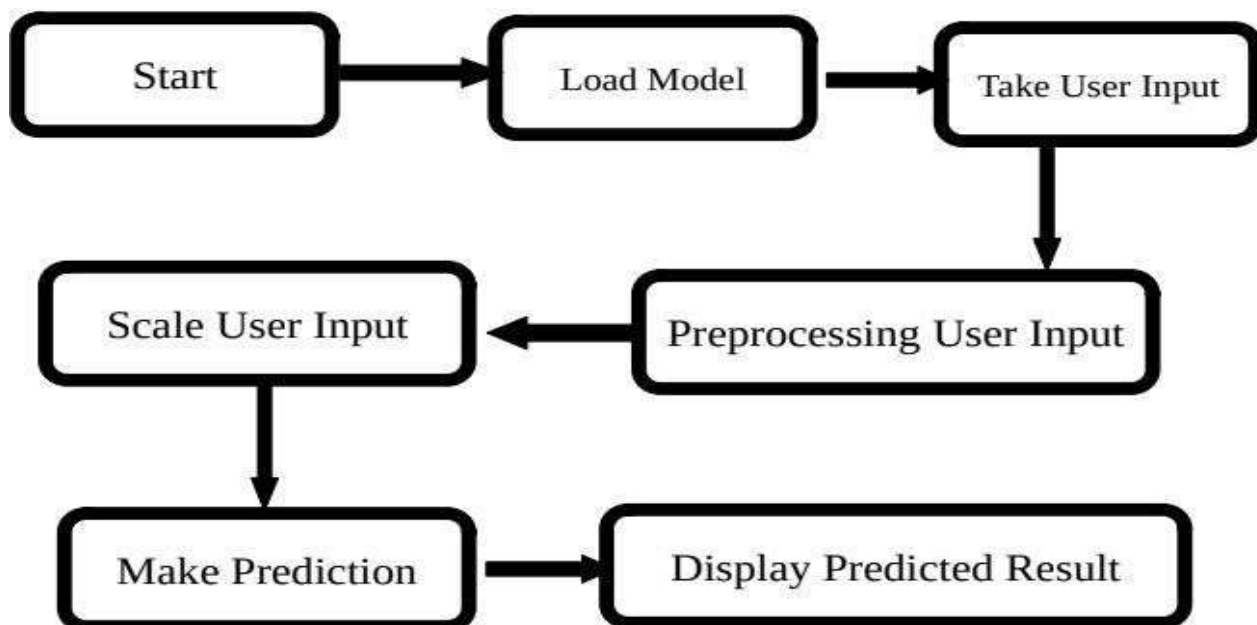 Start
Load Model
Take User Input
Preprocessing User Input
Scale User Input
Make Prediction
Display Predicted Result